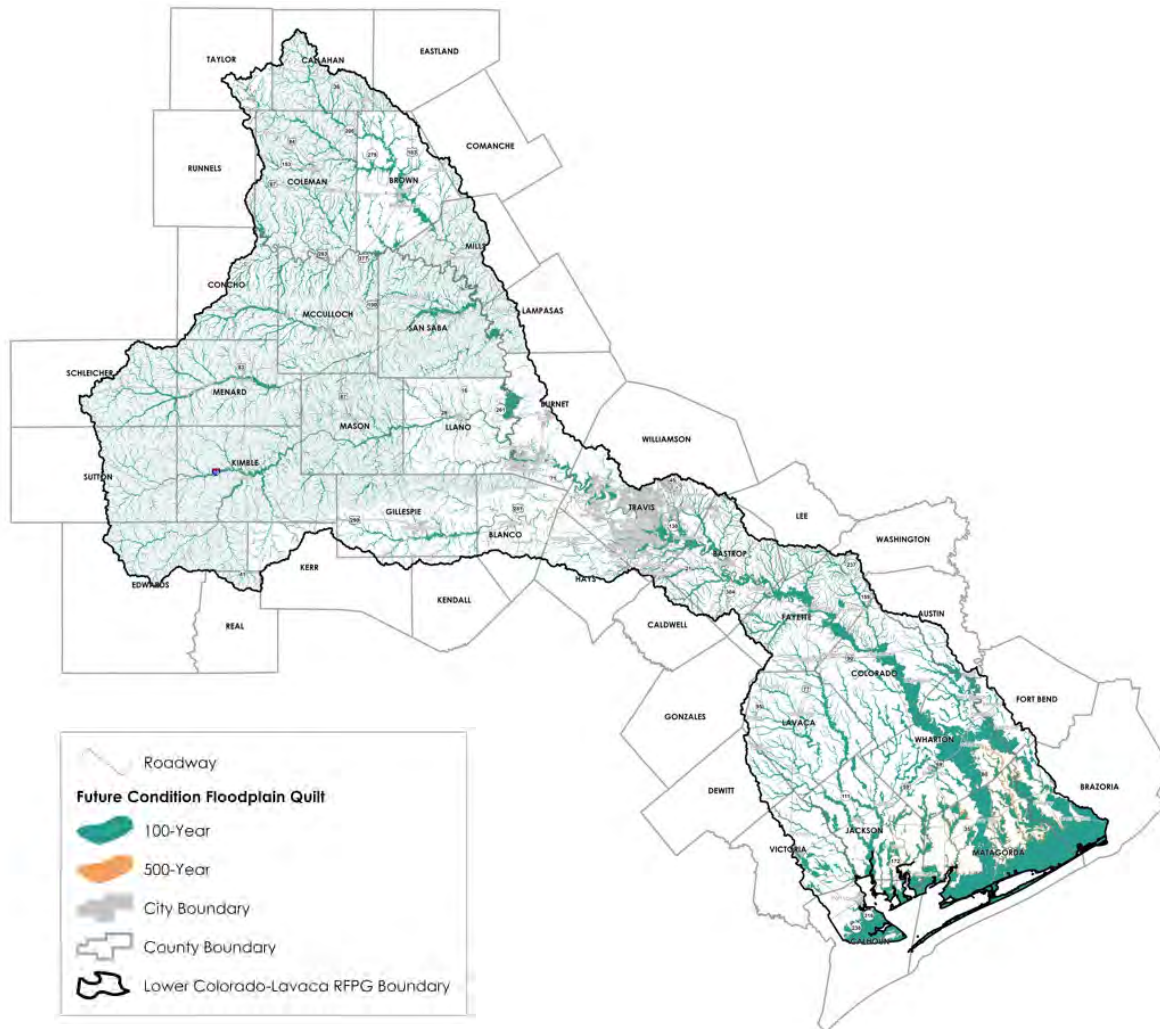 TAYLOR
CALLAHAN
EASTLAND
RUNNELS
COLEMAN
BROWN
COMANCHE
MILLS
CONCHO
MCCULLOCH
SAN SABA
LAMPASAS
SCHLEICHER
MENARD
MASON
LLANO
BURNET
WILLIAMSON
SUTTON
KIMBLE
GILLESPIE
BLANCO
TRAVIS
LEE
WASHINGTON
BASTROP
EDWARDS
KERR
HAYS
KENDALL
REAL
CALDWELL
FAYETTE
AUSTIN
GONZALES
COLORADO
FORT BEND
LAVACA
WHARTON
BRAZORIA
DEWITT
JACKSON
VICTORIA
MATAGORDA
CALHOUN
Roadway
Future Condition Floodplain Quilt
100-Year
500-Year
City Boundary
County Boundary
Lower Colorado-Lavaca RFPG Boundary